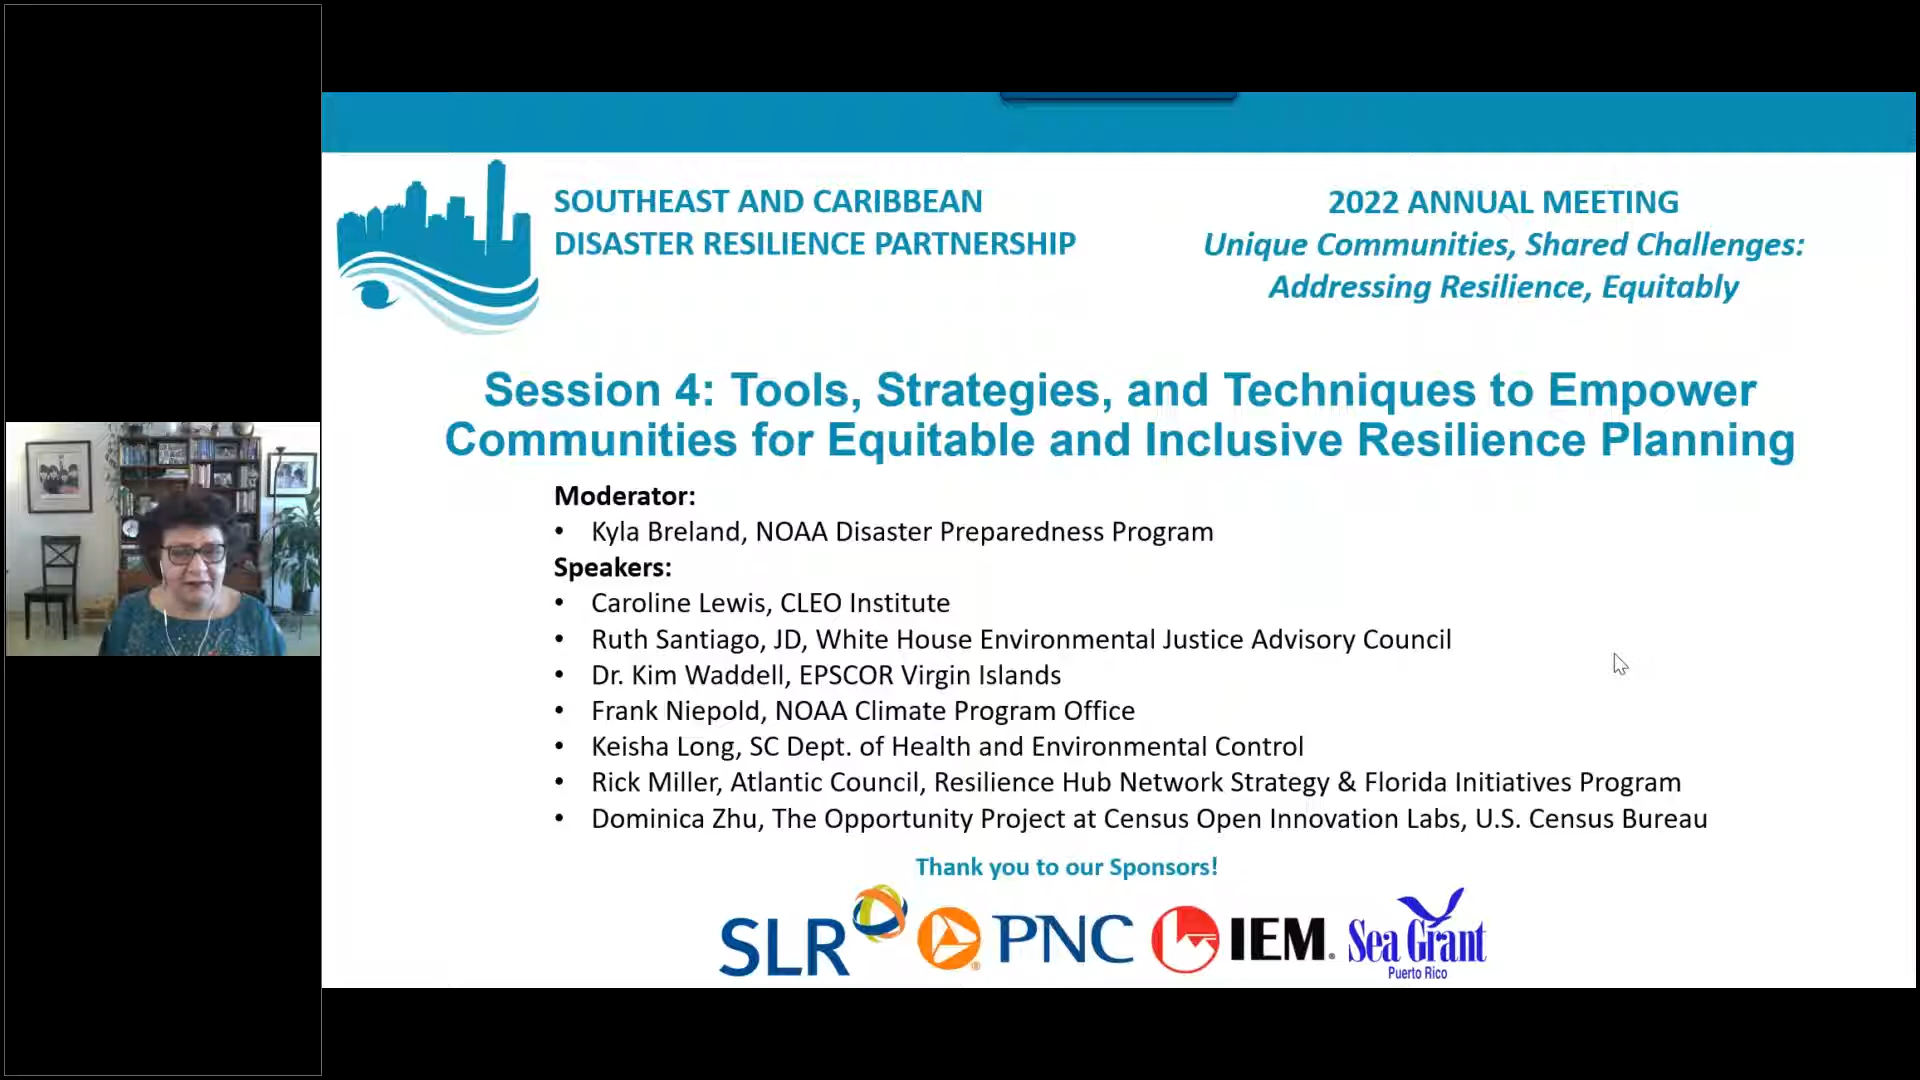 SOUTHEAST AND CARIBBEAN
DISASTER RESILIENCE PARTNERSHIP
2022 ANNUAL MEETING
Unique Communities, Shared Challenges:
Addressing Resilience, Equitably
Session 4: Tools, Strategies, and Techniques to Empower
Communities for Equitable and Inclusive Resilience Planning
Moderator:
• Kyla Breland, NOAA Disaster Preparedness Program
Speakers:
• Caroline Lewis, CLEO Institute
• Ruth Santiago, JD, White House Environmental Justice Advisory Council
• Dr. Kim Waddell, EPSCOR Virgin Islands
• Frank Niepold, NOAA Climate Program Office
• Keisha Long, SC Dept. of Health and Environmental Control
• Rick Miller, Atlantic Council, Resilience Hub Network Strategy & Florida Initiatives Program
• Dominica Zhu, The Opportunity Project at Census Open Innovation Labs, U.S. Census Bureau
Thank you to our Sponsors!
SLR
® PNC
IEM®
Sea Grant
Puerto Rico